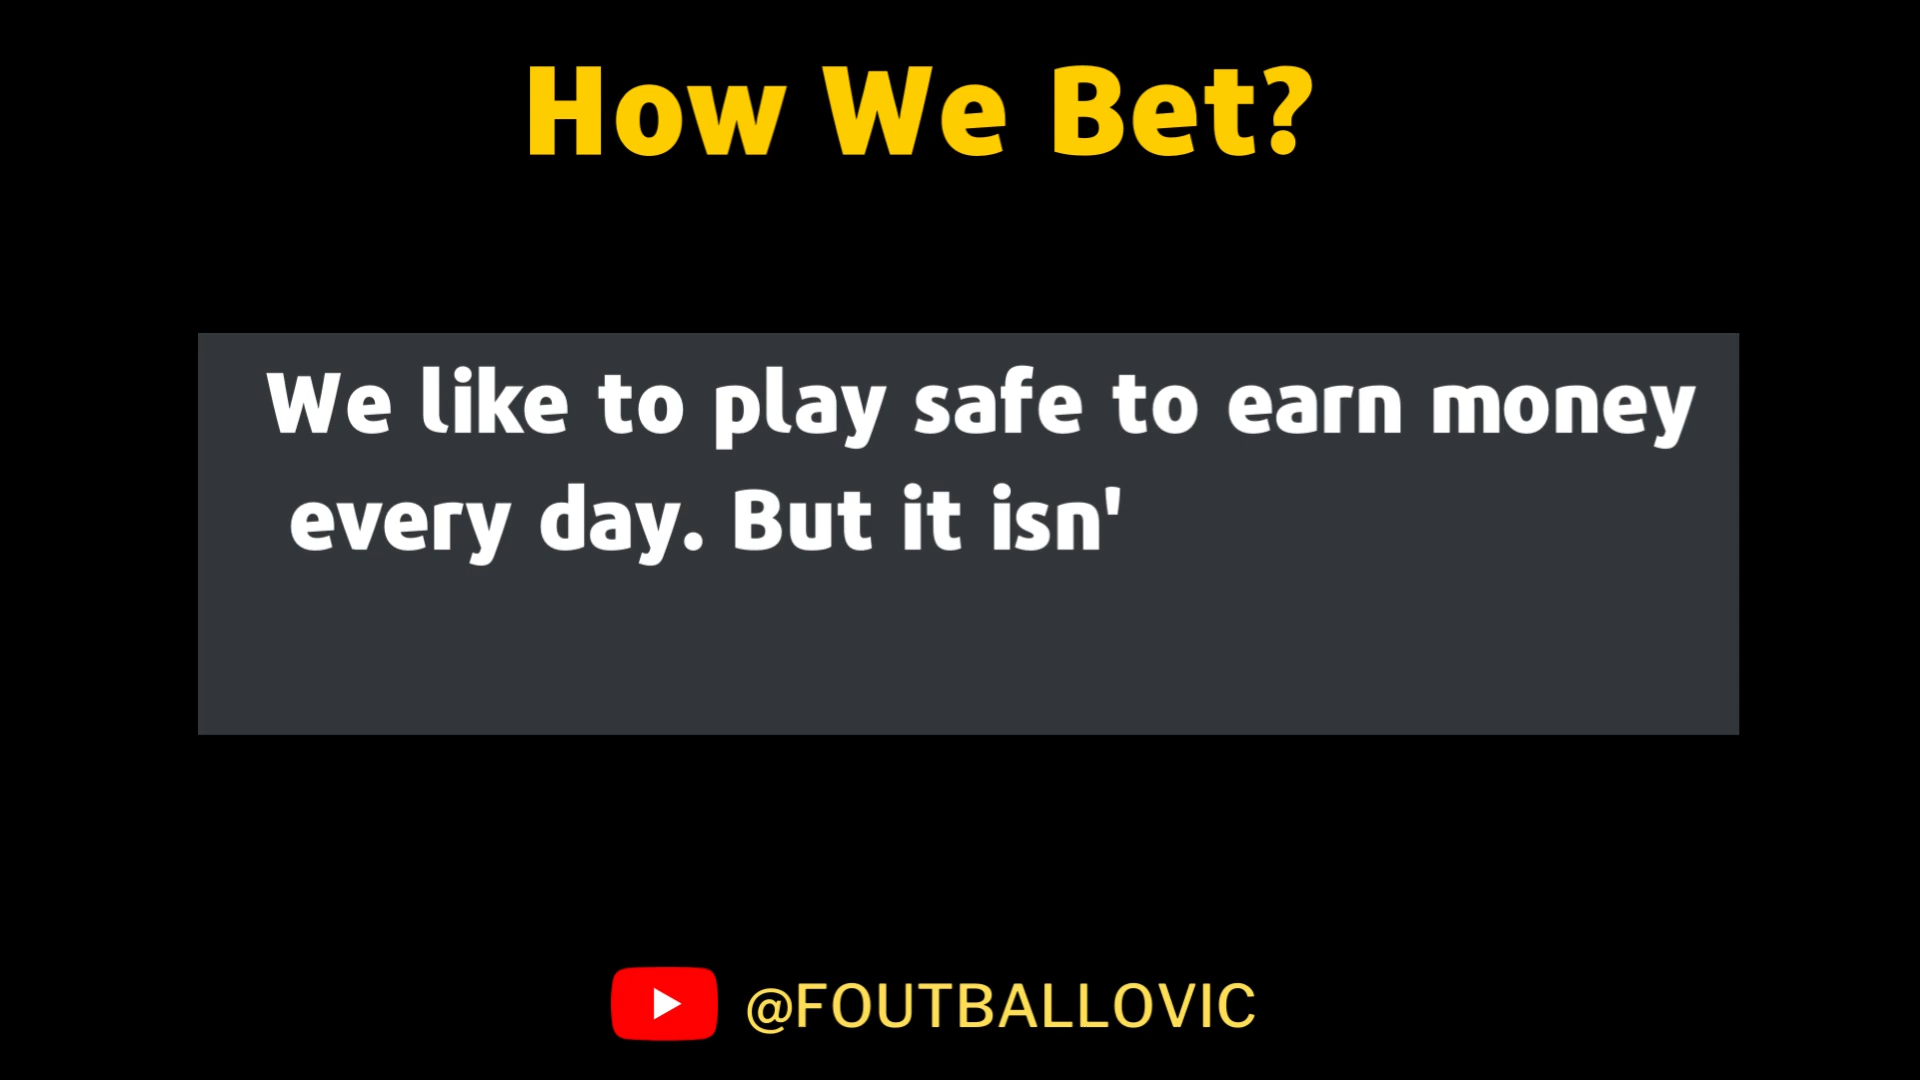 How We Bet?
We like to play safe to earn money
every day. But it isn'
@FOUTBALLOVIC